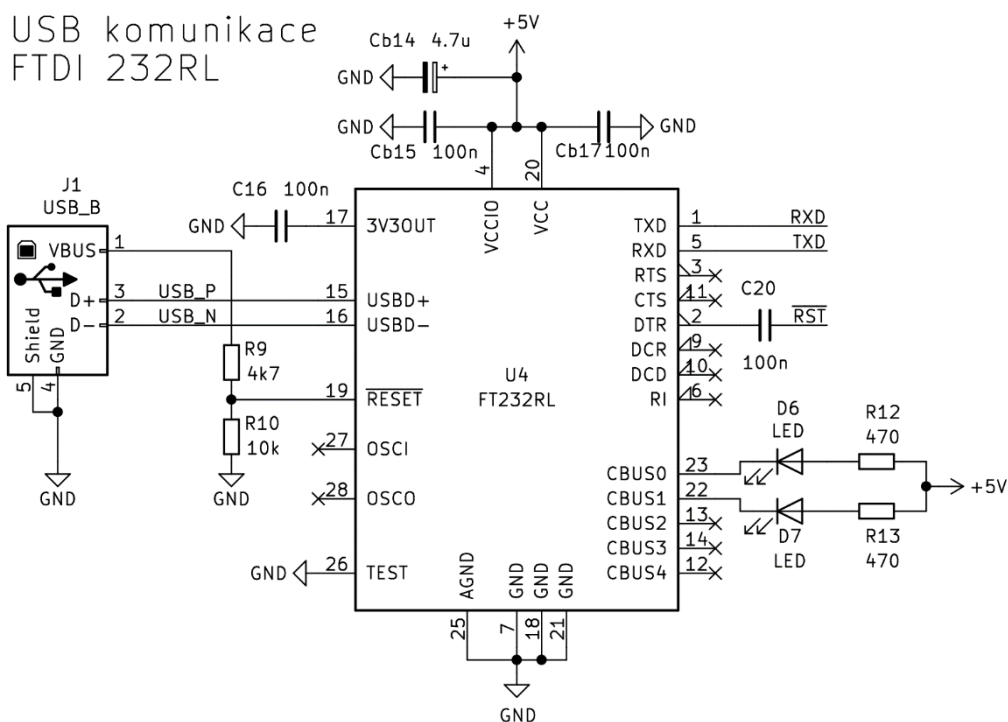 USB komunikace
FTDI 232RL
+5V
Cb14 4.7u
GND
GND
Cb15 100n
Cb17 100n
GND
4
20
J1
USB_B
C16 100n
GND
17 3V3OUT
VCCIO
VCC
TXD 1 RXD
RXD 5 TXD
RTS 3
CTS 11
DTR 2
C20
100n
RST
DCR 9
DCD 10
RI 6
VBUS 1
D+ 3 USB_P 15 USBD+
D- 2 USB_N 16 USBD-
Shield
GND
5
4
GND
R9
4k7
19 RESET
R10
10k
GND
27 OSCI
28 OSCO
GND 26 TEST
U4
FT232RL
D6
LED
R12
470
CBUS0 23
CBUS1 22
CBUS2 13
CBUS3 14
CBUS4 12
+5V
D7
LED
R13
470
AGND
GND
GND
GND
25
7
18
21
GND